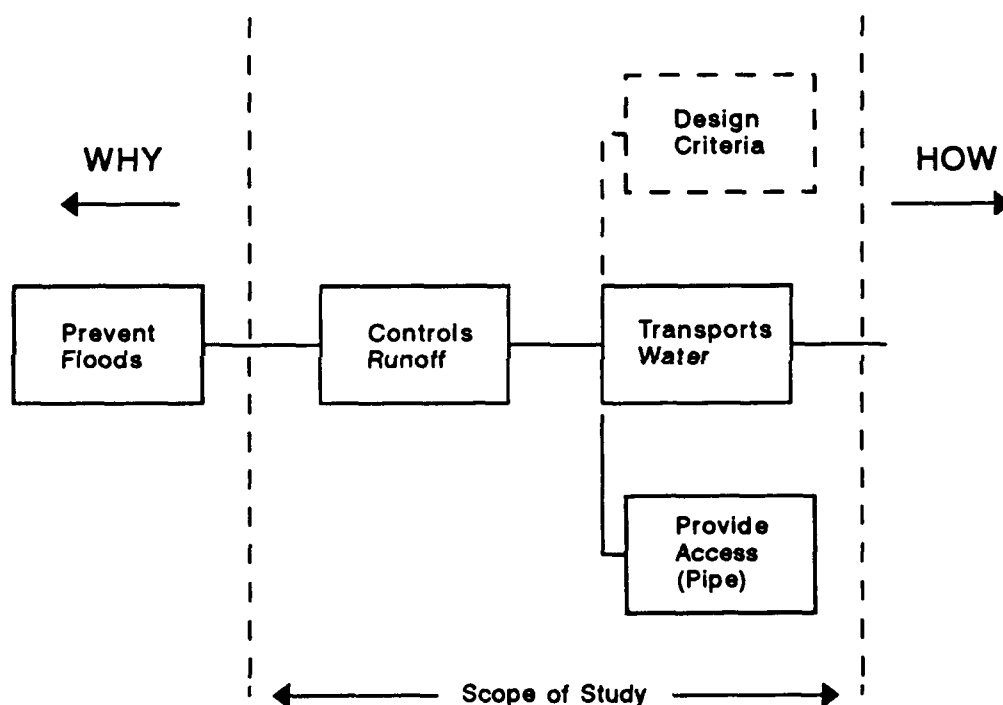 Design
Criteria
WHY
HOW
Prevent
Floods
Controls
Runoff
Transports
Water
Provide
Access
(Pipe)
Scope of Study